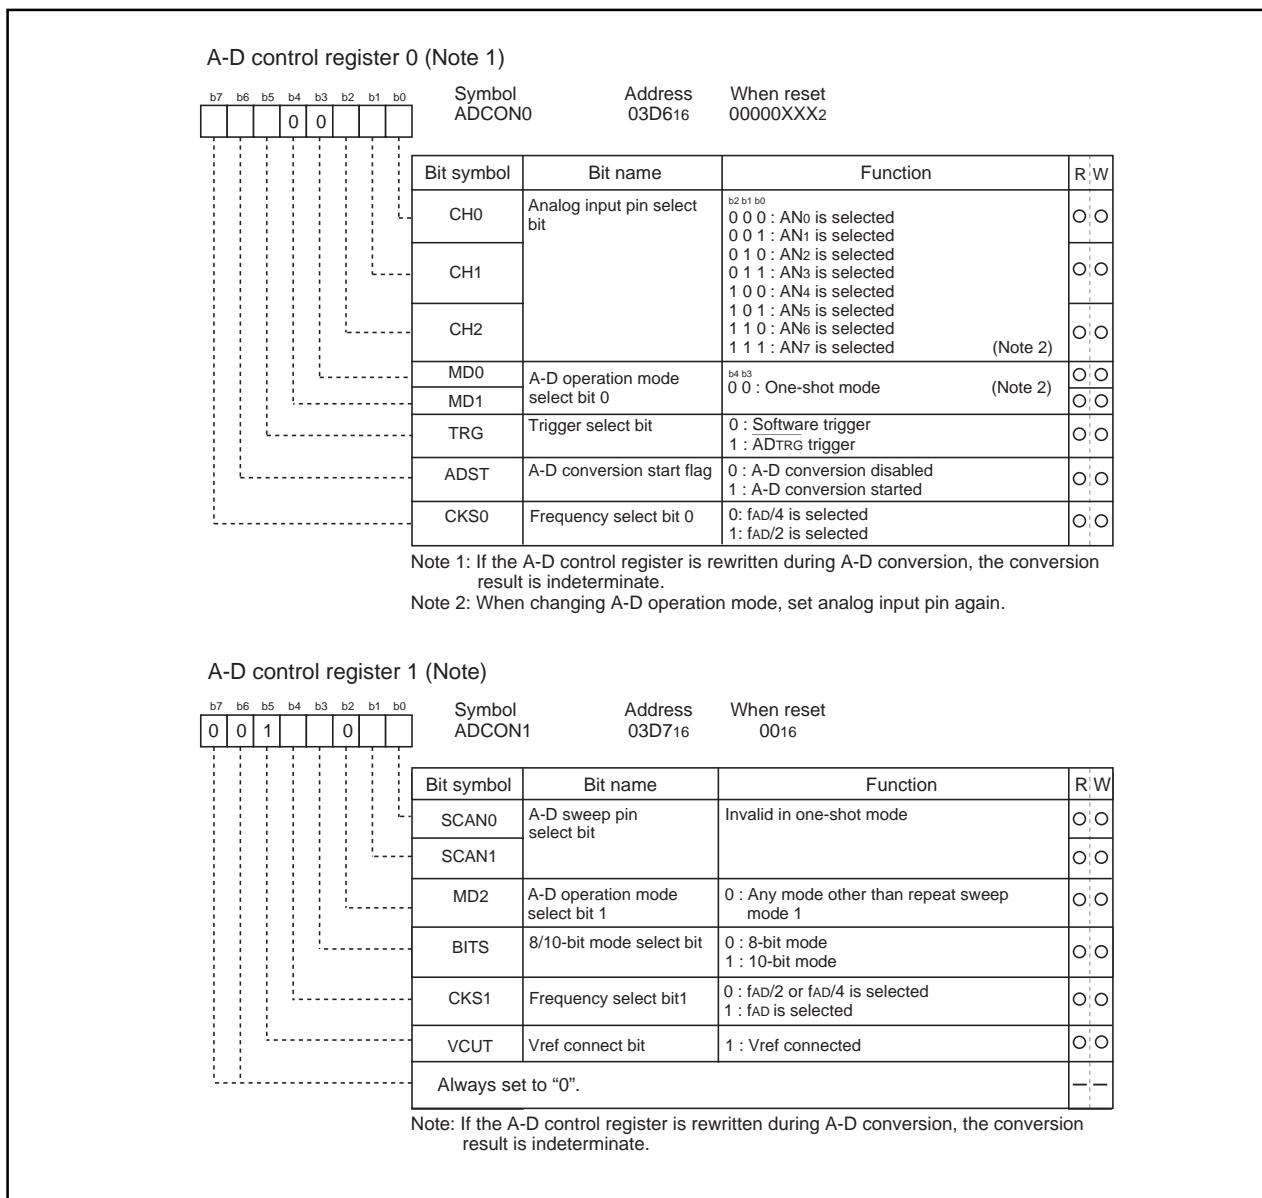 A-D control register 0 (Note 1)
b7 b6 b5 b4 b3 b2 b1 b0
0 0
Symbol Address When reset
ADCON0 03D616 00000XXX2
Bit symbol Bit name Function R W
CH0 Analog input pin select bit
b2 b1 b0
0 0 0 : AN0 is selected
0 0 1 : AN1 is selected
0 1 0 : AN2 is selected
CH1 0 1 1 : AN3 is selected
1 0 0 : AN4 is selected
1 0 1 : AN5 is selected
CH2 1 1 0 : AN6 is selected
1 1 1 : AN7 is selected (Note 2)
MD0 A-D operation mode
b4 b3
select bit 0 0 0 : One-shot mode (Note 2)
MD1
TRG Trigger select bit 0 : Software trigger
1 : ADTRG trigger
ADST A-D conversion start flag 0 : A-D conversion disabled
1 : A-D conversion started
CKS0 Frequency select bit 0 0: fAD/4 is selected
1: fAD/2 is selected
Note 1: If the A-D control register is rewritten during A-D conversion, the conversion
result is indeterminate.
Note 2: When changing A-D operation mode, set analog input pin again.
A-D control register 1 (Note)
b7 b6 b5 b4 b3 b2 b1 b0
0 0 1 0
Symbol Address When reset
ADCON1 03D716 0016
Bit symbol Bit name Function R W
SCAN0 A-D sweep pin Invalid in one-shot mode
select bit
SCAN1
MD2 A-D operation mode 0 : Any mode other than repeat sweep
select bit 1 mode 1
BITS 8/10-bit mode select bit 0 : 8-bit mode
1 : 10-bit mode
CKS1 Frequency select bit1 0 : fAD/2 or fAD/4 is selected
1 : fAD is selected
VCUT Vref connect bit 1 : Vref connected
Always set to “0”.
Note: If the A-D control register is rewritten during A-D conversion, the conversion
result is indeterminate.